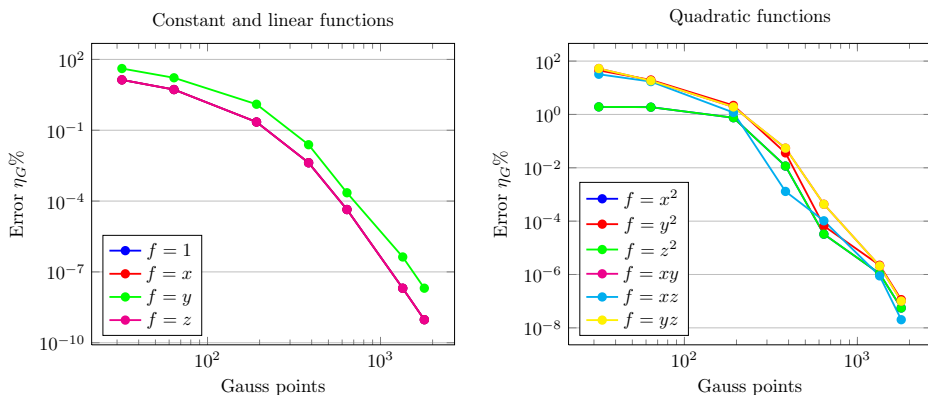 Constant and linear functions
10^2
10^−1
10^−4
10^−7
10^−10
Error η_G%
f = 1
f = x
f = y
f = z
10^2
10^3
Gauss points
Quadratic functions
10^2
10^0
10^−2
10^−4
10^−6
10^−8
Error η_G%
f = x^2
f = y^2
f = z^2
f = xy
f = xz
f = yz
10^2
10^3
Gauss points